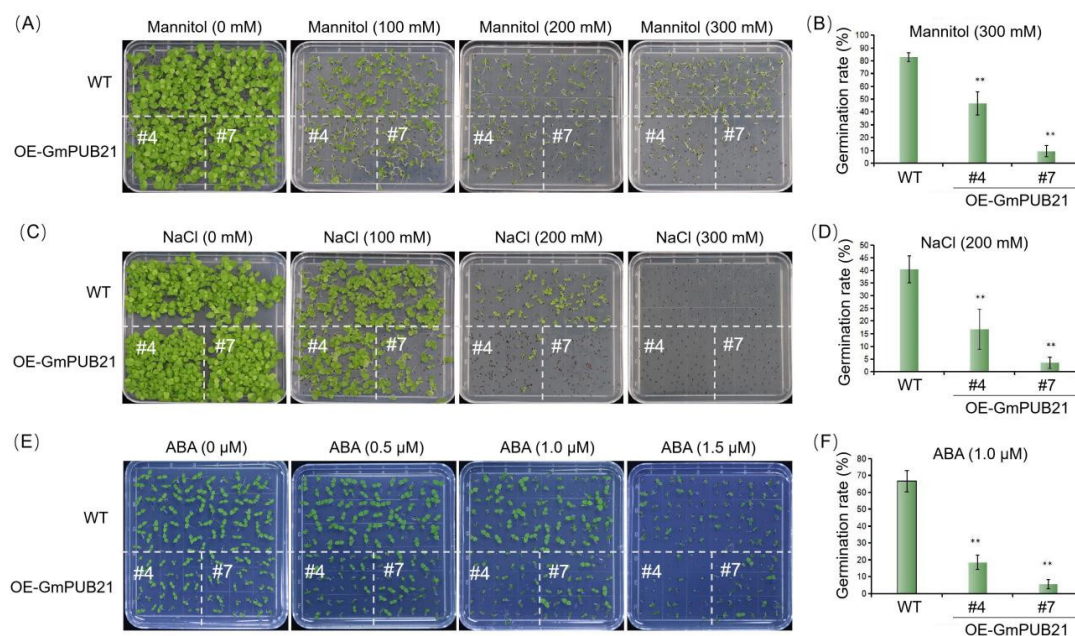 (A)
Mannitol (0 mM) Mannitol (100 mM) Mannitol (200 mM) Mannitol (300 mM)
WT
OE-GmPUB21
#4 #7 #4 #7 #4 #7 #4 #7
(B)
Mannitol (300 mM)
Germination rate (%)
100
90
80
70
60
50
40
30
20
10
0
** **
WT #4 #7
OE-GmPUB21
(C)
NaCl (0 mM) NaCl (100 mM) NaCl (200 mM) NaCl (300 mM)
WT
OE-GmPUB21
#4 #7 #4 #7 #4 #7 #4 #7
(D)
NaCl (200 mM)
Germination rate (%)
50
45
40
35
30
25
20
15
10
5
0
** **
WT #4 #7
OE-GmPUB21
(E)
ABA (0 μM) ABA (0.5 μM) ABA (1.0 μM) ABA (1.5 μM)
WT
OE-GmPUB21
#4 #7 #4 #7 #4 #7 #4 #7
(F)
ABA (1.0 μM)
Germination rate (%)
80
70
60
50
40
30
20
10
0
** **
WT #4 #7
OE-GmPUB21